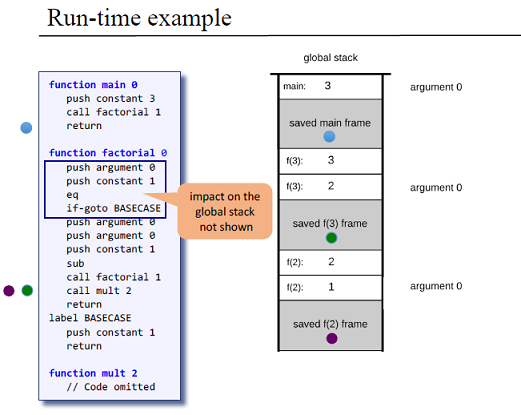 Run-time example
function main 0
push constant 3
call factorial 1
return
function factorial 0
push argument 0
push constant 1
eq
if-goto BASECASE
push argument 0
push argument 0
push constant 1
sub
call factorial 1
call mult 2
return
label BASECASE
push constant 1
return
function mult 2
// Code omitted
impact on the
global stack
not shown
global stack
main: 3 argument 0
saved main frame
f(3): 3
f(3): 2 argument 0
saved f(3) frame
f(2): 2
f(2): 1 argument 0
saved f(2) frame